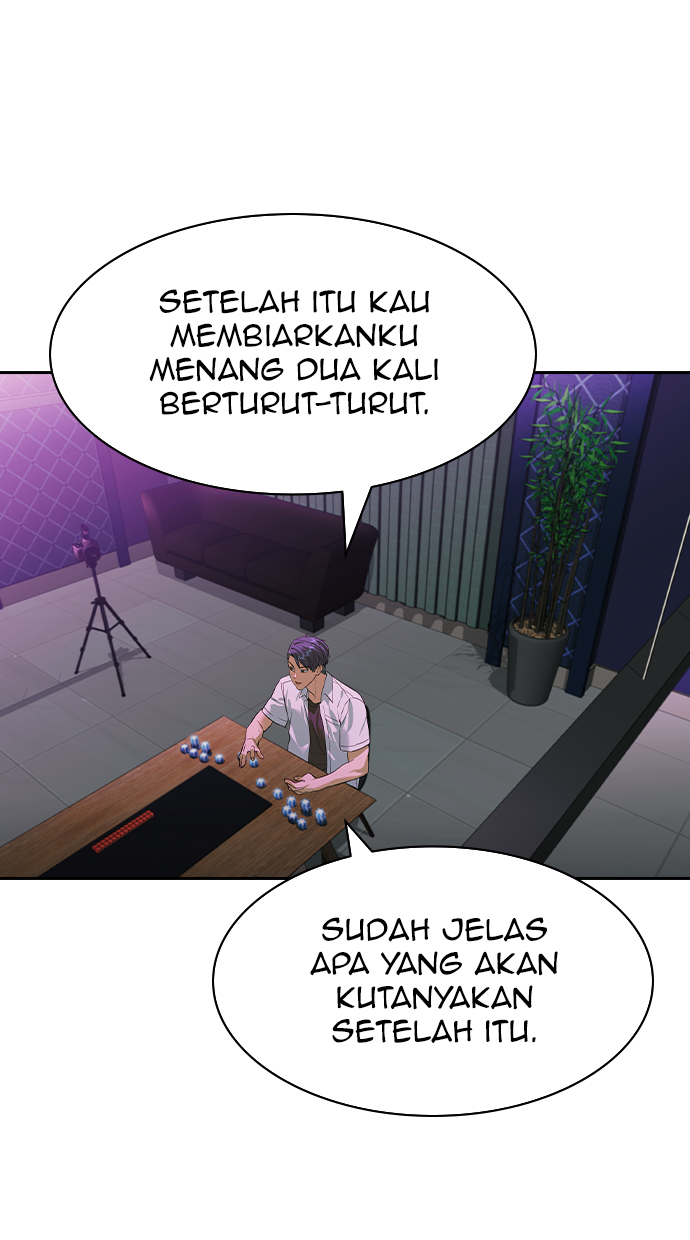 SETELAH ITU KAU
MEMBIARKANKU
MENANG DUA KALI
BERTURUT-TURUT.
SUDAH JELAS
APA YANG AKAN
KUTANYAKAN
SETELAH ITU.